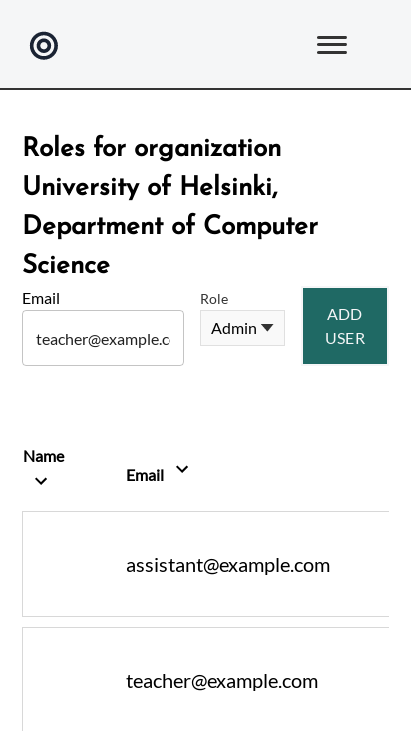 Roles for organization
University of Helsinki,
Department of Computer
Science
Email
Role
teacher@example.c
Admin
ADD
USER
Name
Email
assistant@example.com
teacher@example.com